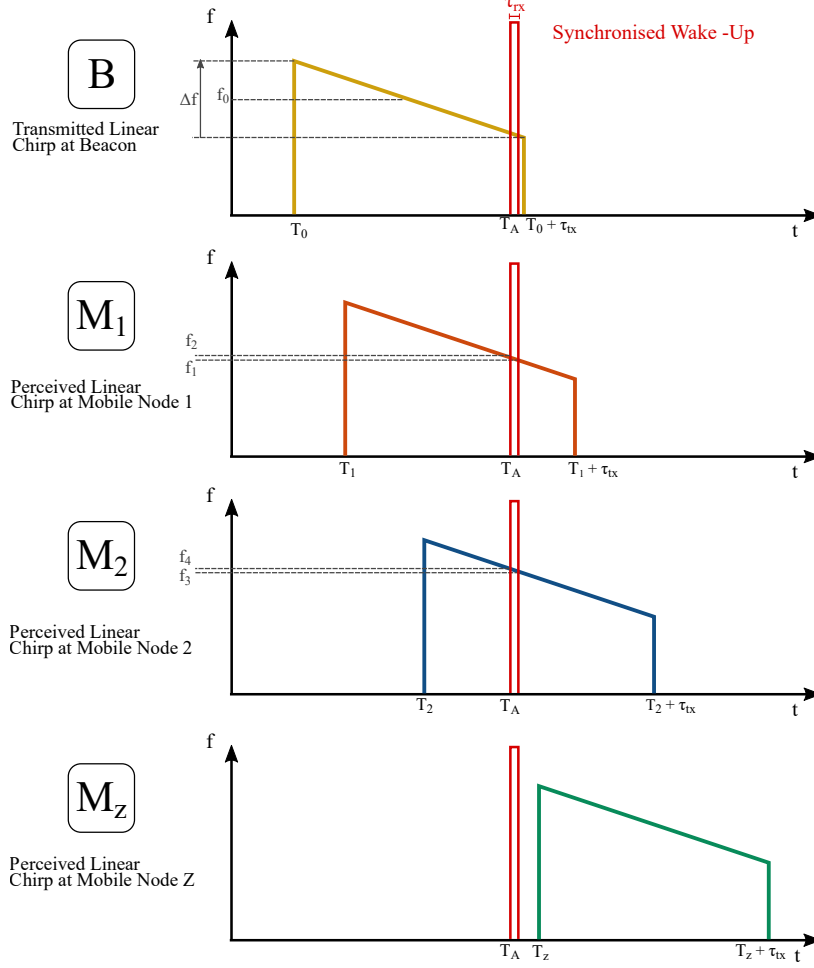 τrx
f
Synchronised Wake -Up
B
Δf
f0
Transmitted Linear
Chirp at Beacon
T0
TA
T0 + τtx
t
f
M1
f2
f1
Perceived Linear
Chirp at Mobile Node 1
T1
TA
T1 + τtx
t
f
M2
f4
f3
Perceived Linear
Chirp at Mobile Node 2
T2
TA
T2 + τtx
t
f
Mz
Perceived Linear
Chirp at Mobile Node Z
TA
Tz
Tz + τtx
t